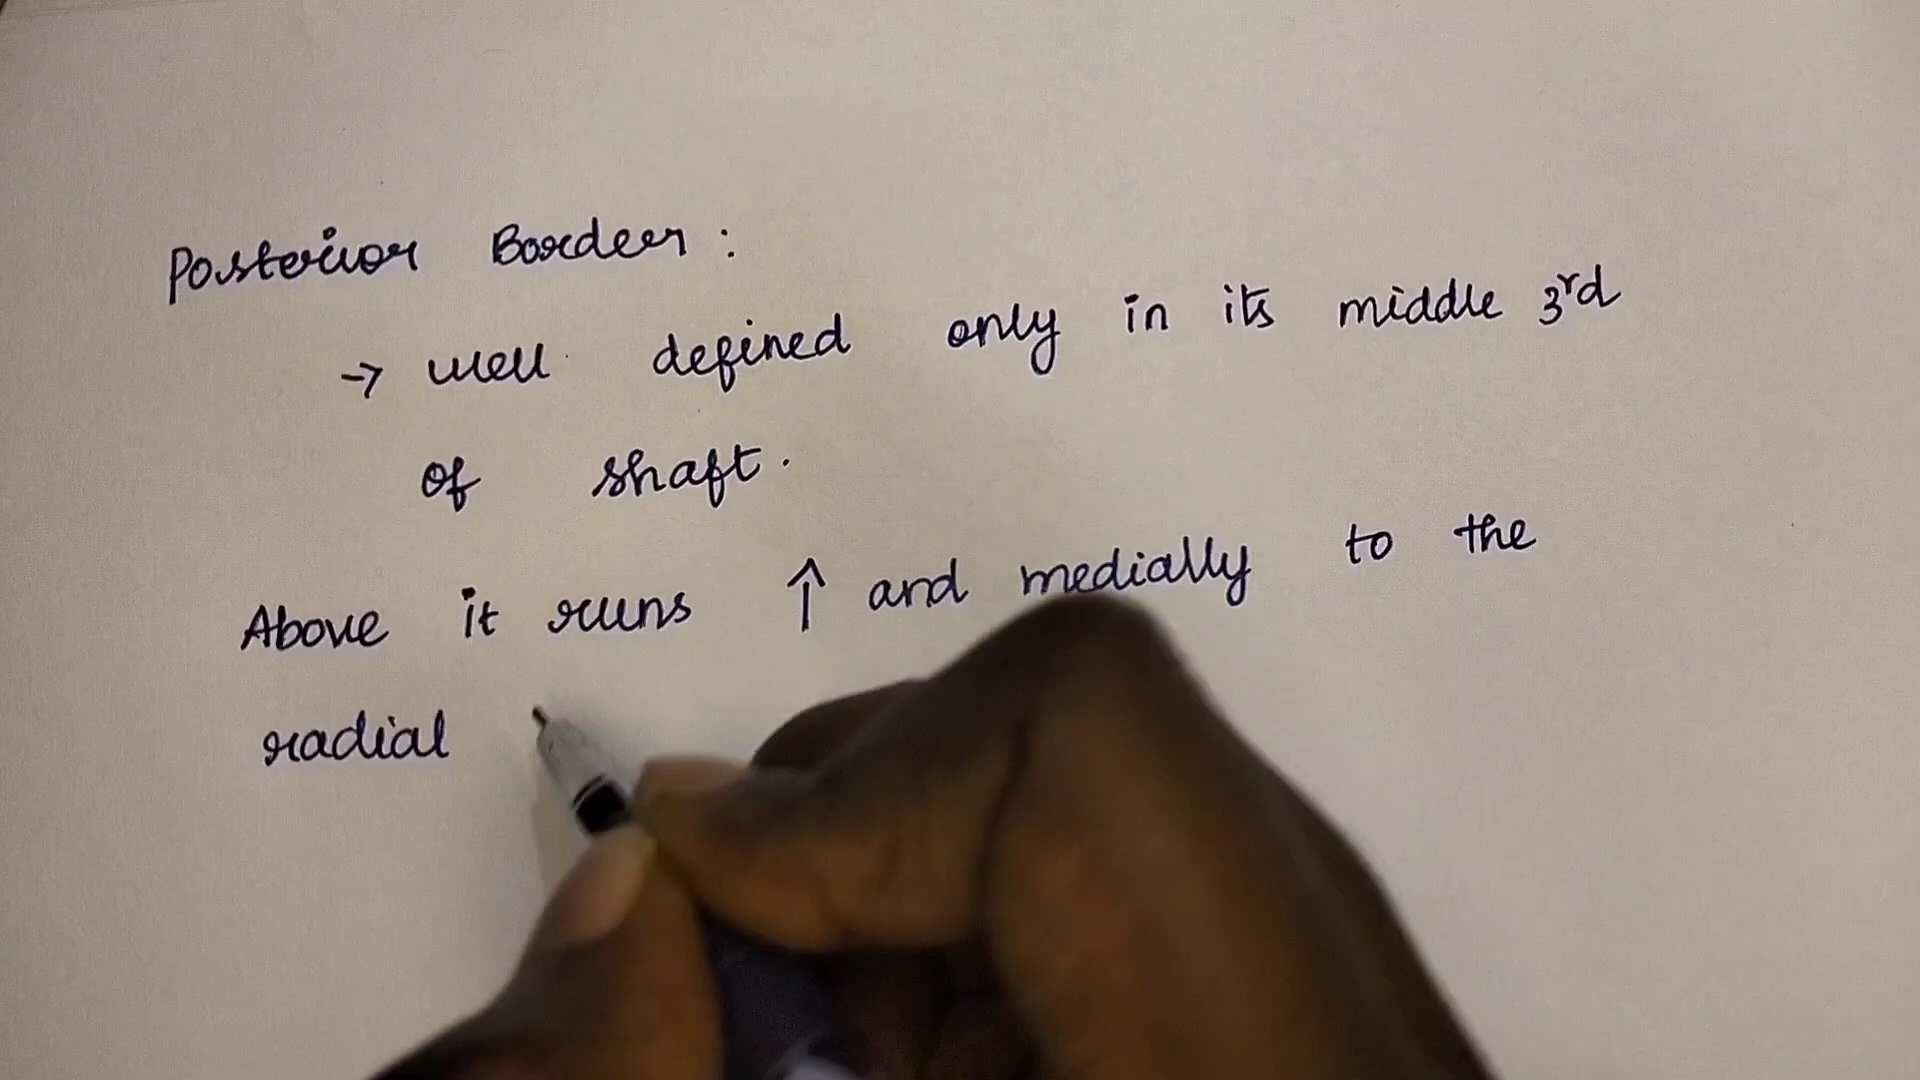 Posterior Border :
→ well defined only in its middle 3rd
of shaft.
Above it runs ↑ and medially to the
radial